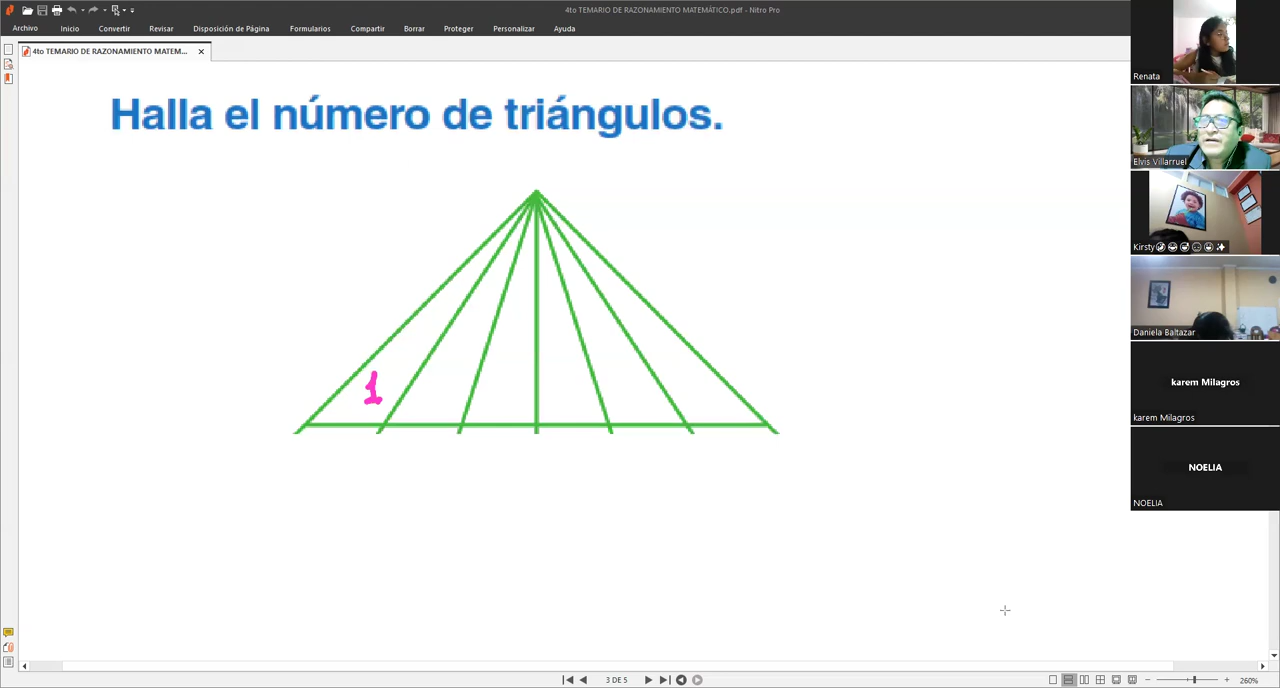 4to TEMARIO DE RAZONAMIENTO MATEMÁTICO.pdf - Nitro Pro
Archivo Inicio Convertir Revisar Disposición de Página Formularios Compartir Borrar Proteger Personalizar Ayuda
4to TEMARIO DE RAZONAMIENTO MATEM...
Halla el número de triángulos.
1
Renata
Elvis Villarruel
Kirsty
Daniela Baltazar
karem Milagros
karem Milagros
NOELIA
NOELIA
3 DE 5
260%